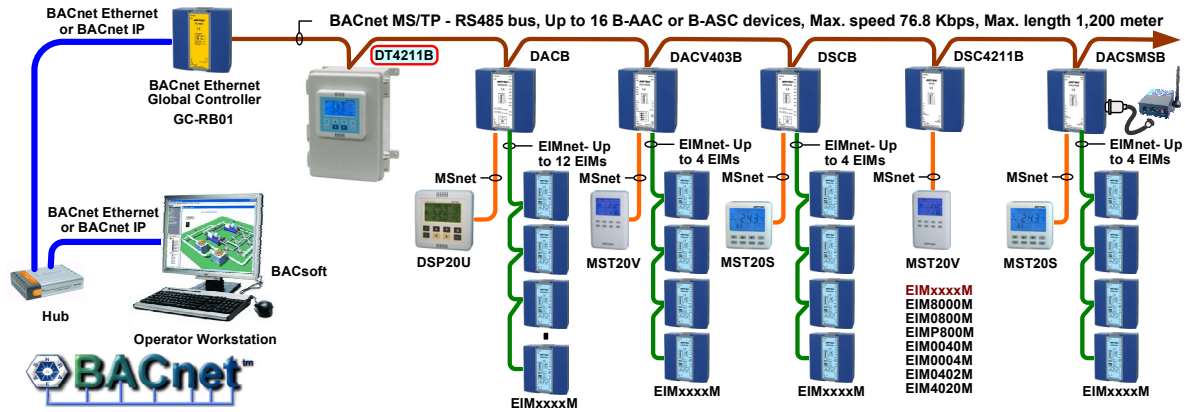 BACnet Ethernet
or BACnet IP
BACnet MS/TP - RS485 bus, Up to 16 B-AAC or B-ASC devices, Max. speed 76.8 Kbps, Max. length 1,200 meter
DT4211B
DACB
DACV403B
DSCB
DSC4211B
DACSMSB
BACnet Ethernet
Global Controller
GC-RB01
EIMnet- Up
to 12 EIMs
EIMnet- Up
to 4 EIMs
EIMnet- Up
to 4 EIMs
EIMnet- Up
to 4 EIMs
MSnet
MSnet
MSnet
MSnet
MSnet
BACnet Ethernet
or BACnet IP
BACsoft
Hub
Operator Workstation
DSP20U
MST20V
MST20S
MST20V
MST20S
EIMxxxxM
EIM8000M
EIM0800M
EIMP800M
EIM0040M
EIM0004M
EIM0402M
EIM4020M
EIMxxxxM
EIMxxxxM
EIMxxxxM
EIMxxxxM
ASHRAE
BACnet™